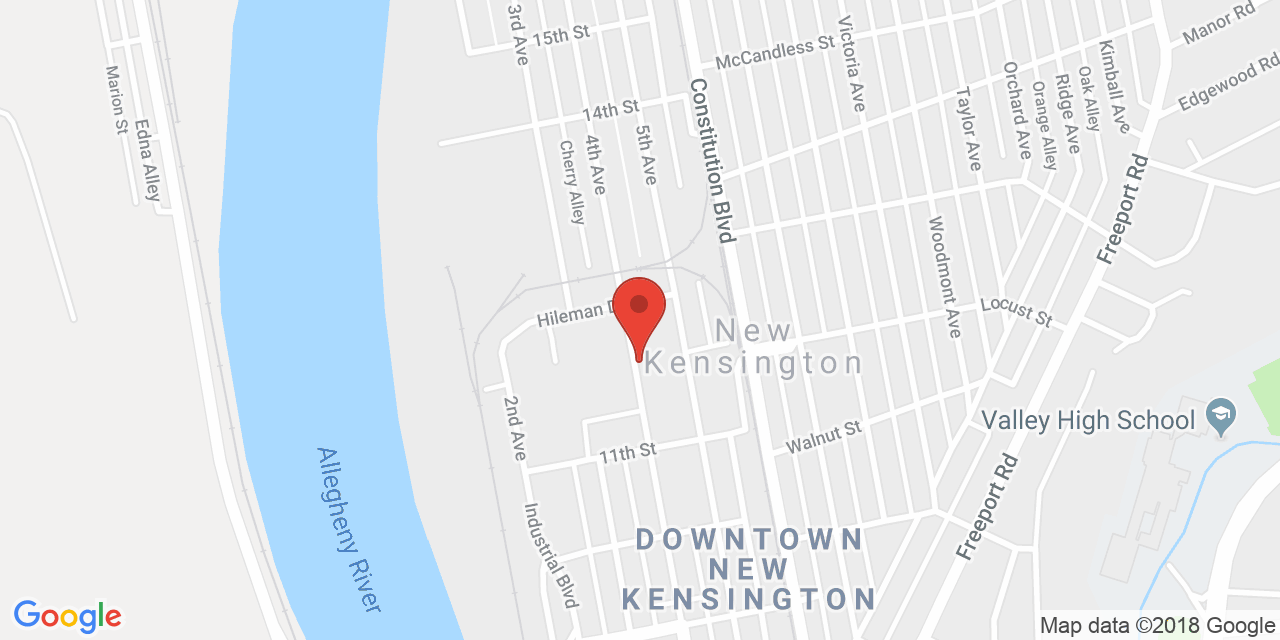 3rd Ave
15th St
McCandless St
Victoria Ave
Manor Rd
Kimball Ave
Edgewood Rd
Marion St
Edna Alley
14th St
4th Ave
5th Ave
Cherry Alley
Constitution Blvd
Taylor Ave
Orchard Ave
Orange Alley
Ridge Ave
Oak Alley
Freeport Rd
Woodmont Ave
Hileman
Locust St
New
Kensington
2nd Ave
11th St
Walnut St
Valley High School
Allegheny River
Industrial Blvd
Freeport Rd
DOWNTOWN
NEW
KENSINGTON
Google
Map data ©2018 Google